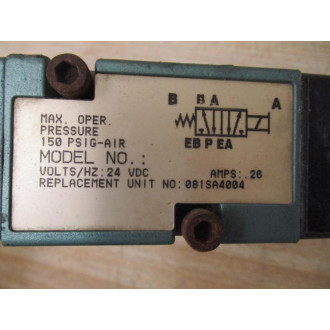 B B A A
MAX. OPER.
PRESSURE
150 PSIG-AIR
EB P EA
MODEL NO.:
VOLTS/HZ: 24 VDC AMPS: .26
REPLACEMENT UNIT NO: 081SA4004